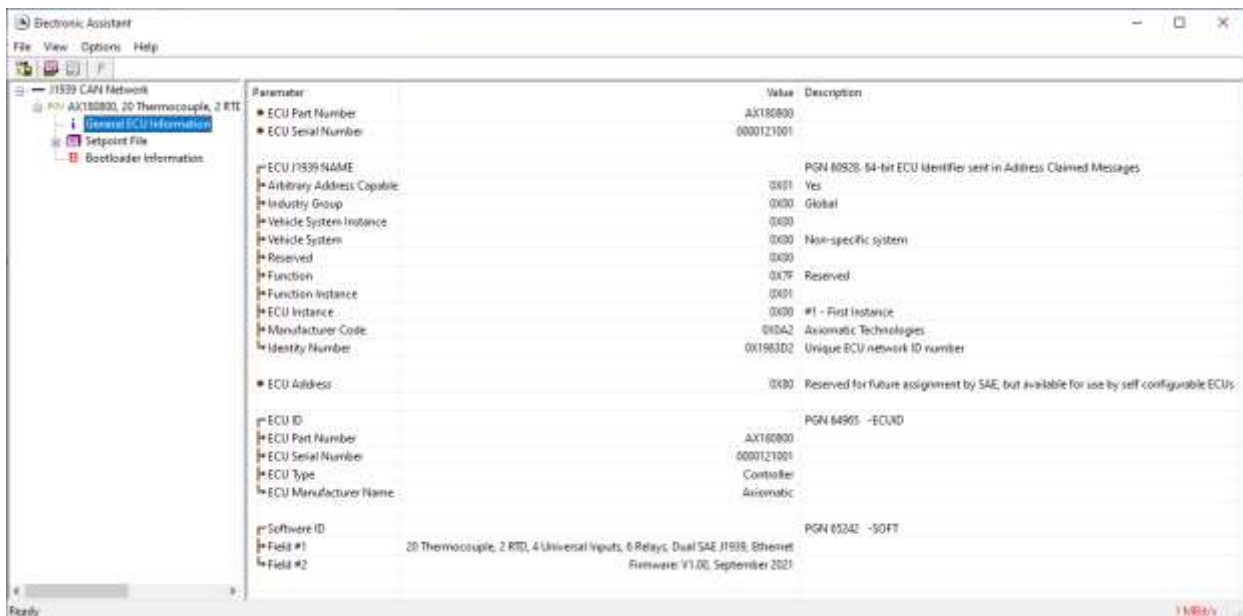 Electronic Assistant
File View Options Help
J1939 CAN Network
AX180800, 20 Thermocouple, 2 RTD
General ECU Information
Setpoint File
Bootloader Information
Parameter Value Description
ECU Part Number AX180800
ECU Serial Number 0000121001
ECU J1939 NAME PGN 60928. 64-bit ECU Identifier sent in Address Claimed Messages
Arbitrary Address Capable 0X01 Yes
Industry Group 0X00 Global
Vehicle System Instance 0X00
Vehicle System 0X00 Non-specific system
Reserved 0X00
Function 0X7F Reserved
Function Instance 0X01
ECU Instance 0X00 #1 - First Instance
Manufacturer Code 0X0A2 Axiomatic Technologies
Identity Number 0X1983D2 Unique ECU network ID number
ECU Address 0X80 Reserved for future assignment by SAE, but available for use by self configurable ECUs
ECU ID PGN 64965 -ECUID
ECU Part Number AX180800
ECU Serial Number 0000121001
ECU Type Controller
ECU Manufacturer Name Axiomatic
Software ID PGN 65242 -SOFT
Field #1 20 Thermocouple, 2 RTD, 4 Universal Inputs, 6 Relays, Dual SAE J1939, Ethernet
Field #2 Firmware: V1.00, September 2021
Ready 1 MBit/s